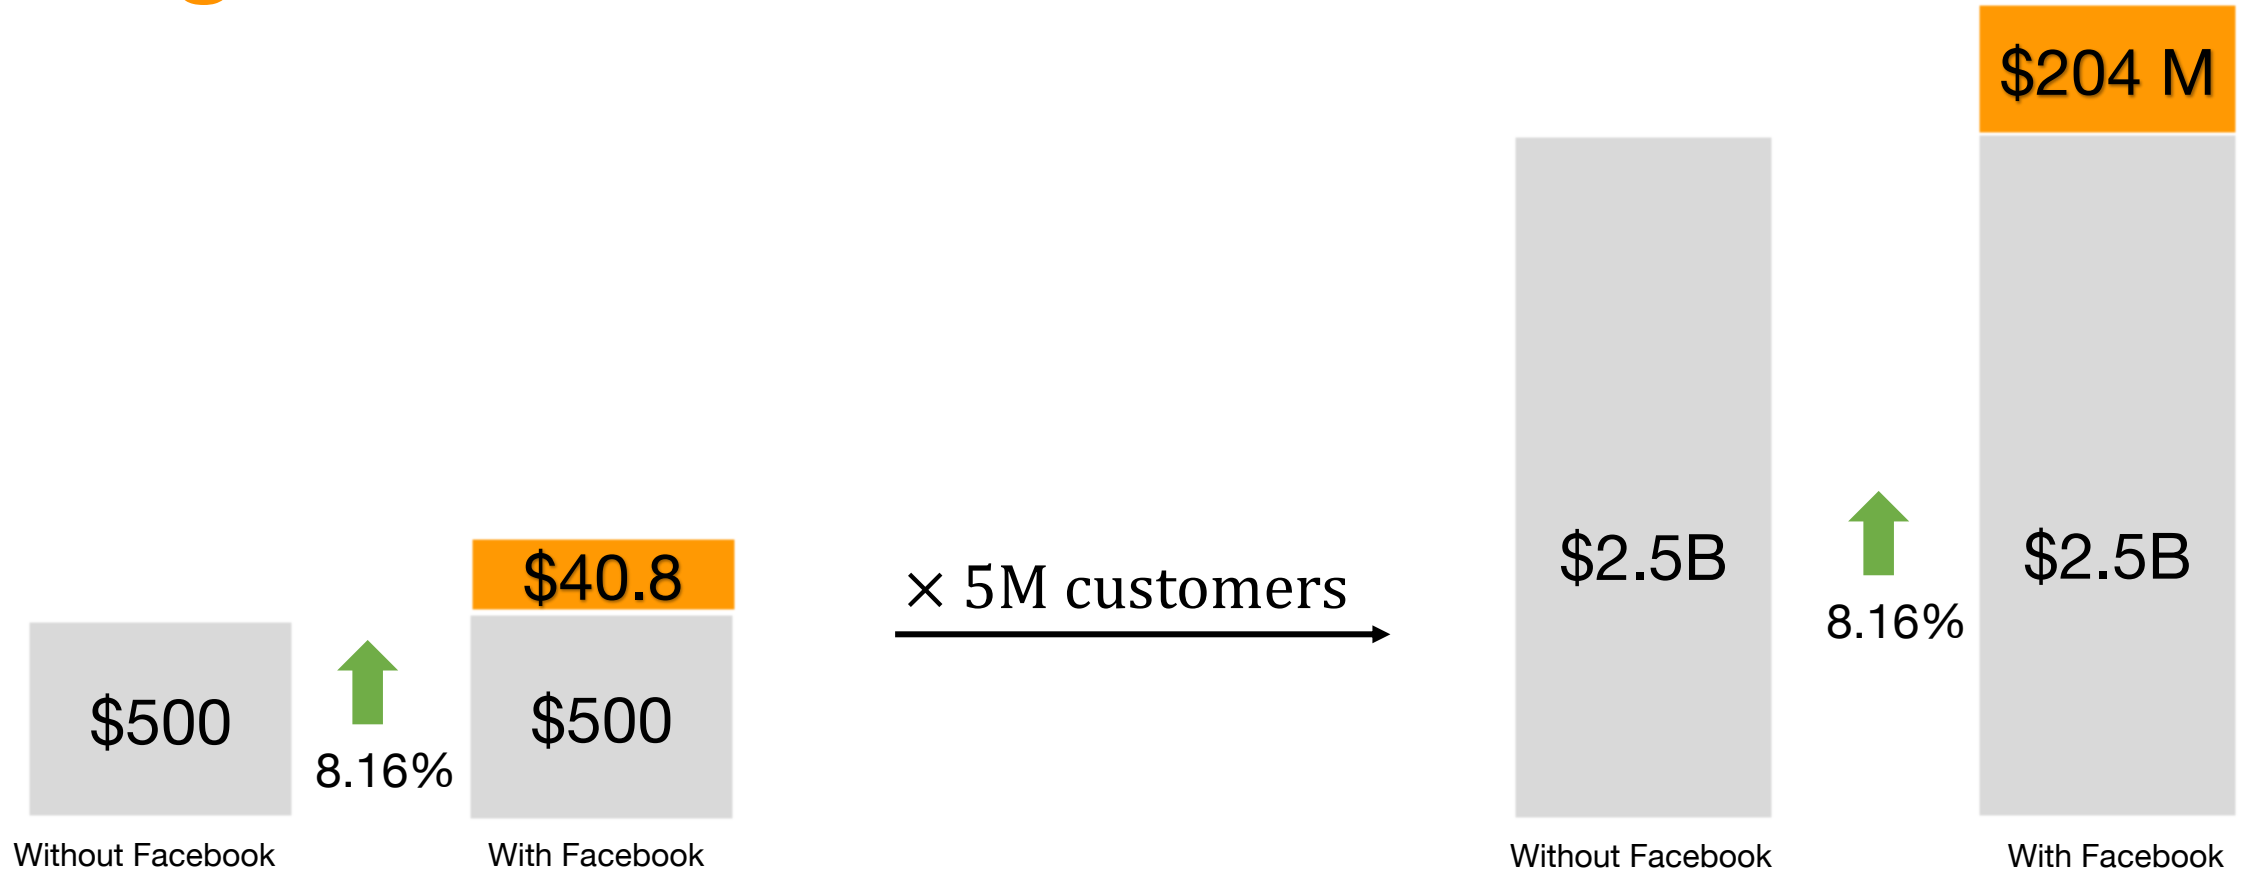 $40.8
$500
$500
8.16%
Without Facebook
With Facebook
× 5M customers
$204 M
$2.5B
$2.5B
8.16%
Without Facebook
With Facebook